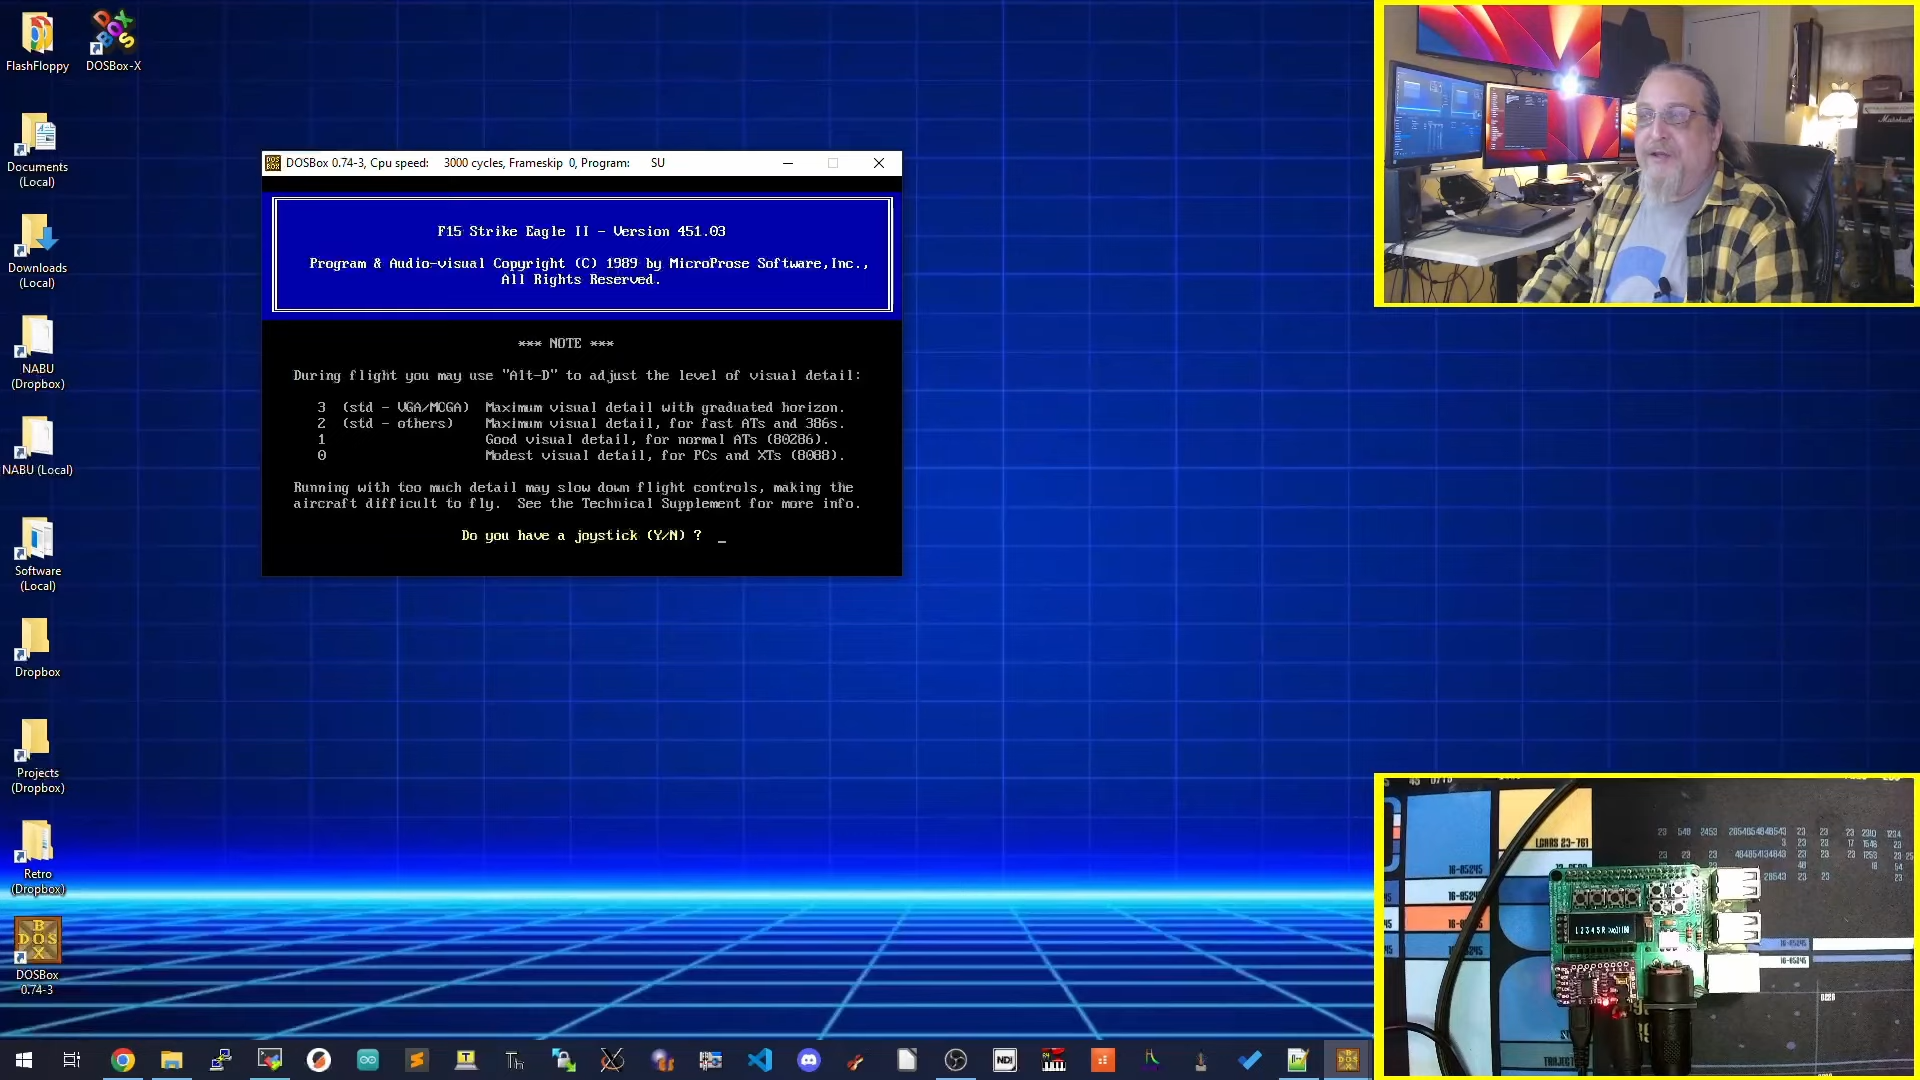 FlashFloppy
DOSBox-X
Documents
(Local)
Downloads
(Local)
NABU
(Dropbox)
NABU (Local)
Software
(Local)
Dropbox
Projects
(Dropbox)
Retro
(Dropbox)
DOSBox
0.74-3
DOSBox 0.74-3, Cpu speed: 3000 cycles, Frameskip 0, Program: SU
F15 Strike Eagle II - Version 451.03
Program & Audio-visual Copyright (C) 1989 by MicroProse Software,Inc.,
All Rights Reserved.
*** NOTE ***
During flight you may use "Alt-D" to adjust the level of visual detail:
3 (std - VGA/MCGA) Maximum visual detail with graduated horizon.
2 (std - others) Maximum visual detail, for fast ATs and 386s.
1 Good visual detail, for normal ATs (80286).
0 Modest visual detail, for PCs and XTs (8088).
Running with too much detail may slow down flight controls, making the
aircraft difficult to fly. See the Technical Supplement for more info.
Do you have a joystick (Y/N) ? _
Marshall
LCARS 23-761
NDI